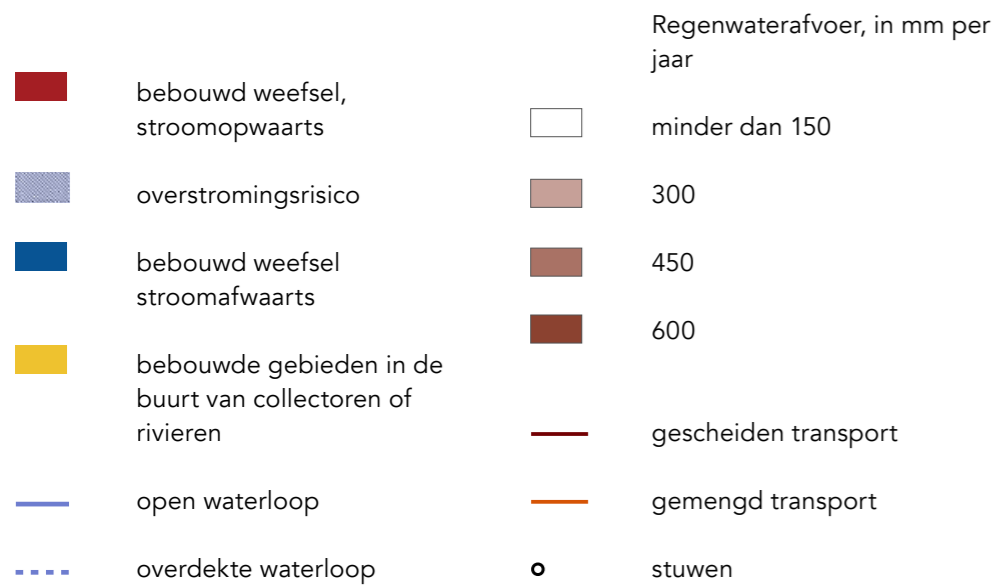 bebouwd weefsel,
stroomopwaarts
overstromingsrisico
bebouwd weefsel
stroomafwaarts
bebouwde gebieden in de
buurt van collectoren of
rivieren
open waterloop
overdekte waterloop
Regenwaterafvoer, in mm per
jaar
minder dan 150
300
450
600
gescheiden transport
gemengd transport
stuwen